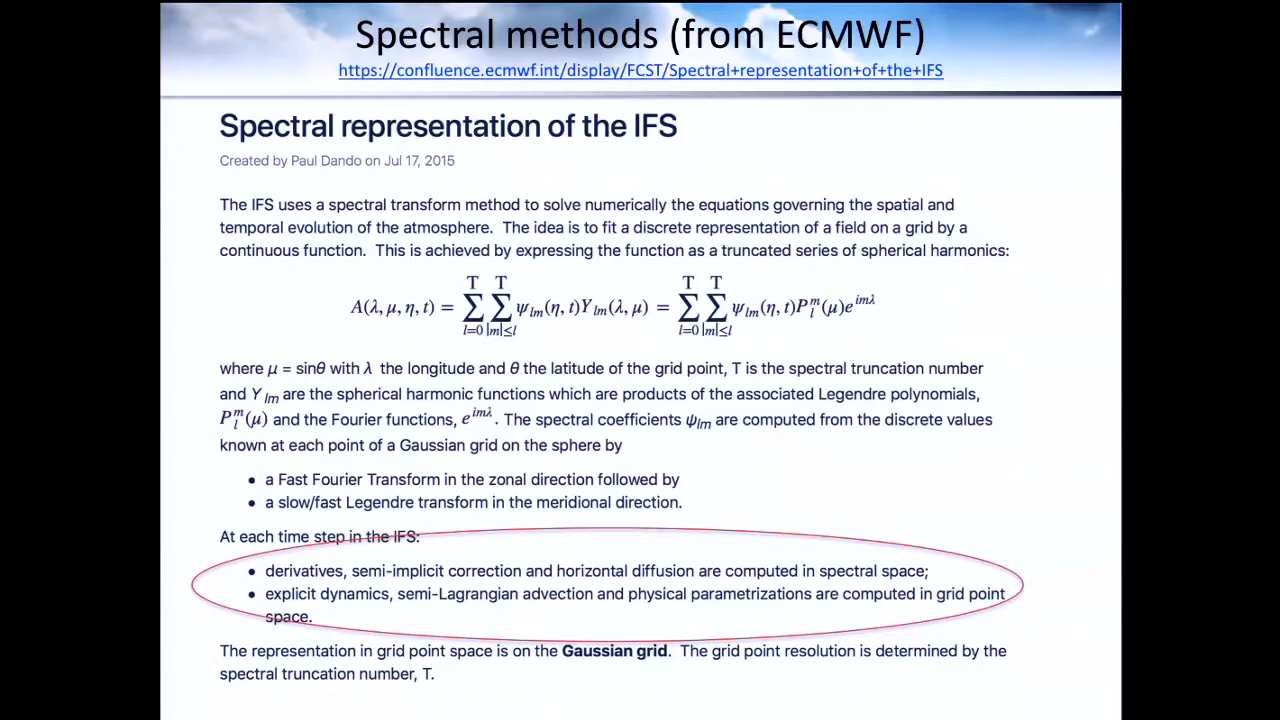 Spectral methods (from ECMWF)
https://confluence.ecmwf.int/display/FCST/Spectral+representation+of+the+IFS
Spectral representation of the IFS
Created by Paul Dando on Jul 17, 2015
The IFS uses a spectral transform method to solve numerically the equations governing the spatial and
temporal evolution of the atmosphere. The idea is to fit a discrete representation of a field on a grid by a
continuous function. This is achieved by expressing the function as a truncated series of spherical harmonics:
A(λ, μ, η, t) = ∑_{l=0}^{T} ∑_{|m|≤l}^{T} ψ_{lm}(η, t)Y_{lm}(λ, μ) = ∑_{l=0}^{T} ∑_{|m|≤l}^{T} ψ_{lm}(η, t)P_l^m(μ)e^{imλ}
where μ = sinθ with λ the longitude and θ the latitude of the grid point, T is the spectral truncation number
and Y_{lm} are the spherical harmonic functions which are products of the associated Legendre polynomials,
P_l^m(μ) and the Fourier functions, e^{imλ}. The spectral coefficients ψ_{lm} are computed from the discrete values
known at each point of a Gaussian grid on the sphere by
• a Fast Fourier Transform in the zonal direction followed by
• a slow/fast Legendre transform in the meridional direction.
At each time step in the IFS:
• derivatives, semi-implicit correction and horizontal diffusion are computed in spectral space;
• explicit dynamics, semi-Lagrangian advection and physical parametrizations are computed in grid point
space.
The representation in grid point space is on the Gaussian grid. The grid point resolution is determined by the
spectral truncation number, T.